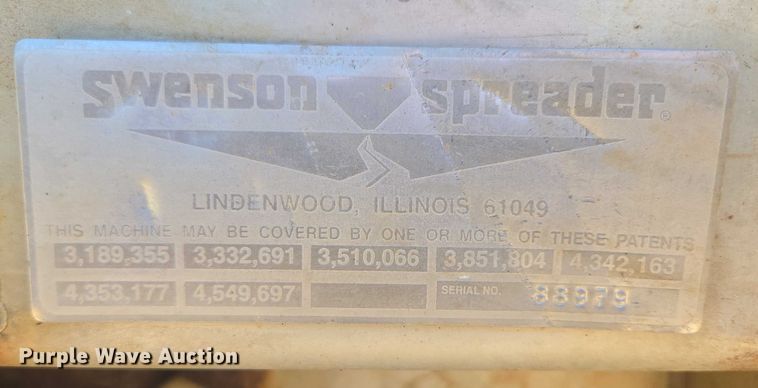 Swenson spreader®
LINDENWOOD, ILLINOIS 61049
THIS MACHINE MAY BE COVERED BY ONE OR MORE OF THESE PATENTS
3,189,355 3,332,691 3,510,066 3,851,804 4,342,163
4,353,177 4,549,697 SERIAL NO. 88979
Purple Wave Auction